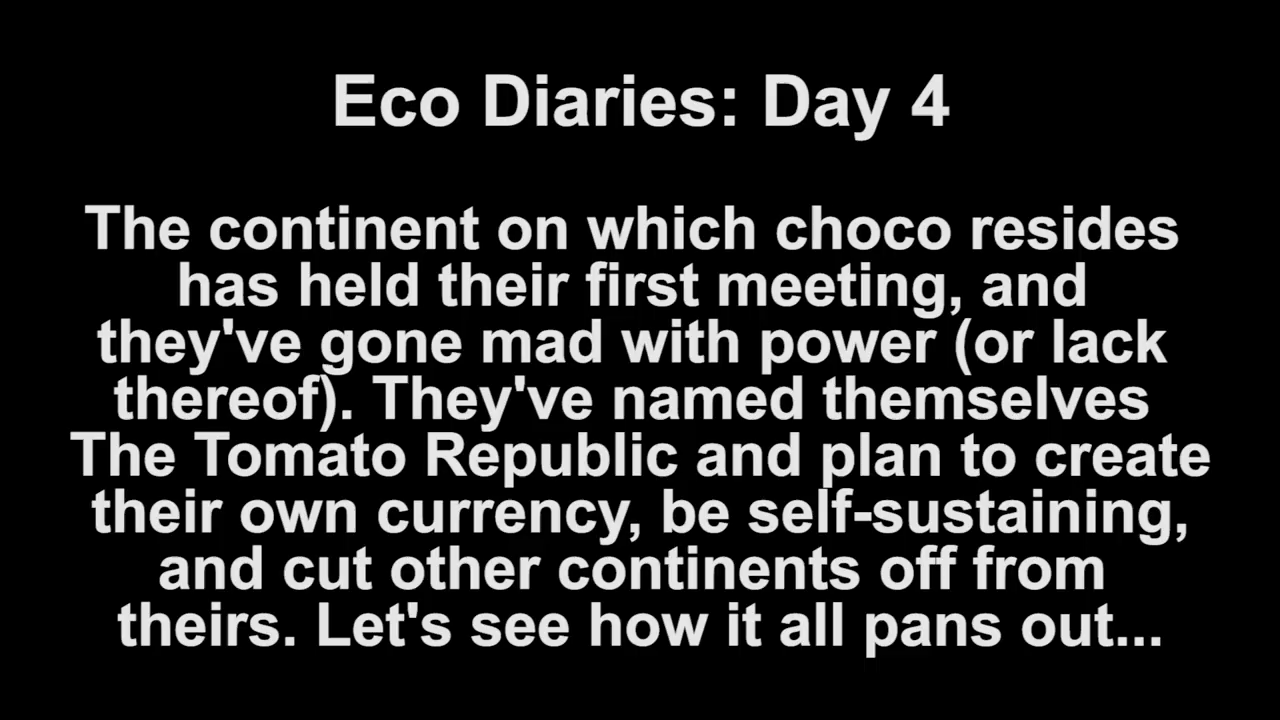 Eco Diaries: Day 4
The continent on which choco resides
has held their first meeting, and
they've gone mad with power (or lack
thereof). They've named themselves
The Tomato Republic and plan to create
their own currency, be self-sustaining,
and cut other continents off from
theirs. Let's see how it all pans out...